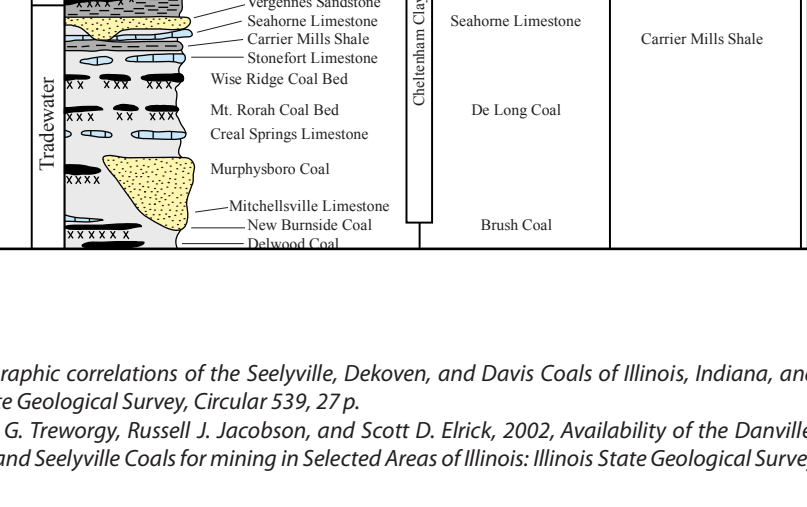 Vergennes Sandstone
Seahorne Limestone
Carrier Mills Shale
Stonefort Limestone
Wise Ridge Coal Bed
Mt. Rorah Coal Bed
Creal Springs Limestone
Murphysboro Coal
Mitchellsville Limestone
New Burnside Coal
Delwood Coal
Tradewater
Cheltenham Clay
Seahorne Limestone
De Long Coal
Brush Coal
Carrier Mills Shale
raphic correlations of the Seelyville, Dekoven, and Davis Coals of Illinois, Indiana, and
te Geological Survey, Circular 539, 27 p.
G. Treworgy, Russell J. Jacobson, and Scott D. Elrick, 2002, Availability of the Danville
and Seelyville Coals for mining in Selected Areas of Illinois: Illinois State Geological Survey